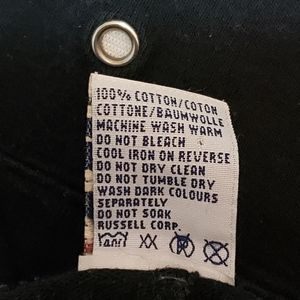 100% COTTON/COTON
COTTONE/BAUMWOLLE
MACHINE WASH WARM
DO NOT BLEACH
COOL IRON ON REVERSE
DO NOT DRY CLEAN
DO NOT TUMBLE DRY
WASH DARK COLOURS
SEPARATELY
DO NOT SOAK
RUSSELL CORP.